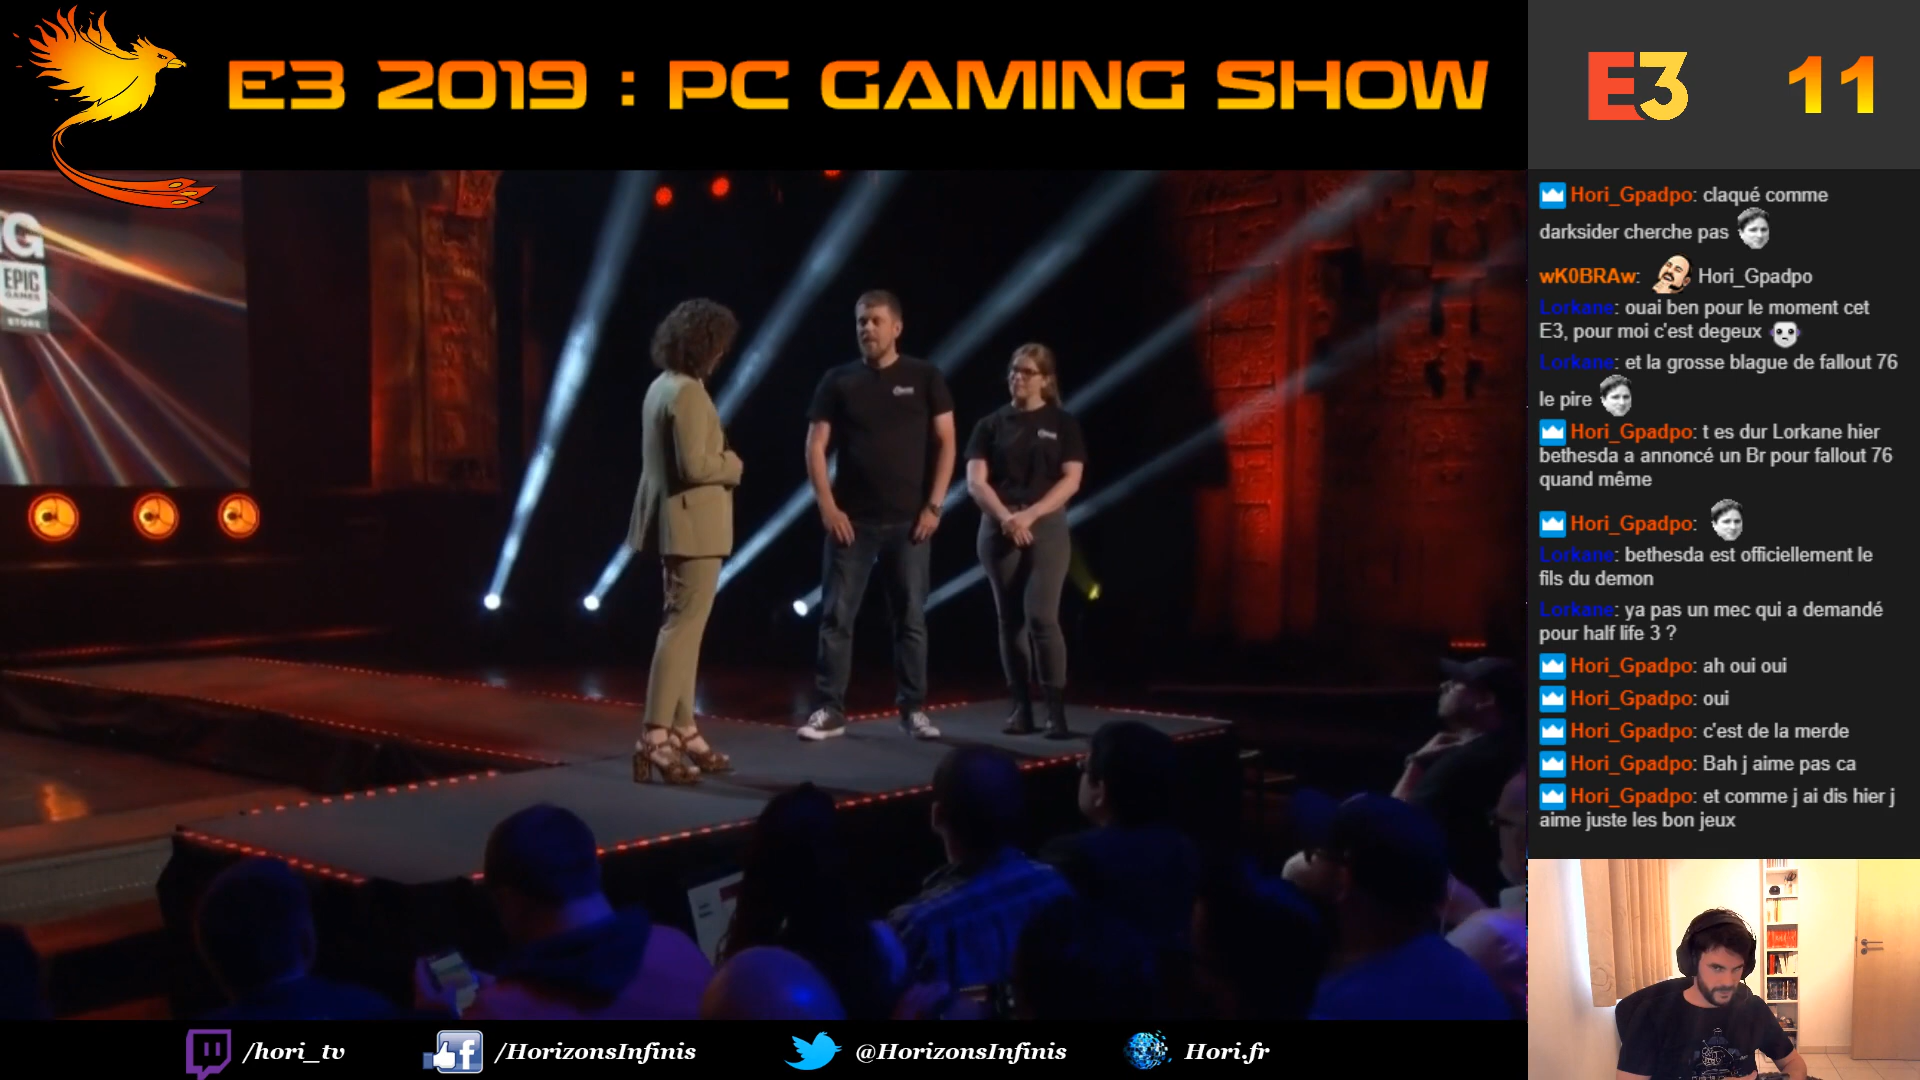 E3 2019 : PC GAMING SHOW
E3
11
G
EPIC
GAMES
STORE
Hori_Gpadpo: claqué comme
darksider cherche pas
wK0BRAw: Hori_Gpadpo
Lorkane: ouai ben pour le moment cet
E3, pour moi c'est degeux
Lorkane: et la grosse blague de fallout 76
le pire
Hori_Gpadpo: t es dur Lorkane hier
bethesda a annoncé un Br pour fallout 76
quand même
Hori_Gpadpo:
Lorkane: bethesda est officiellement le
fils du demon
Lorkane: ya pas un mec qui a demandé
pour half life 3 ?
Hori_Gpadpo: ah oui oui
Hori_Gpadpo: oui
Hori_Gpadpo: c'est de la merde
Hori_Gpadpo: Bah j aime pas ca
Hori_Gpadpo: et comme j ai dis hier j
aime juste les bon jeux
/hori_tv
/HorizonsInfinis
@HorizonsInfinis
Hori.fr